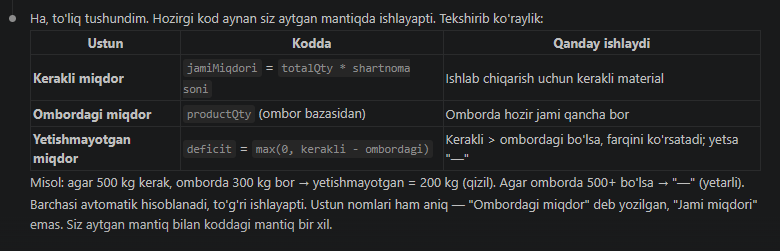 Ha, to'liq tushundim. Hozirgi kod aynan siz aytgan mantiqda ishlayapti. Tekshirib ko'raylik:
Ustun Kodda Qanday ishlaydi
Kerakli miqdor jamiMiqdori = totalQty * shartnoma soni Ishlab chiqarish uchun kerakli material
Ombordagi miqdor productQty (ombor bazasidan) Omborda hozir jami qancha bor
Yetishmayotgan miqdor deficit = max(0, kerakli - ombordagi) Kerakli > ombordagi bo'lsa, farqini ko'rsatadi; yetsa "—"
Misol: agar 500 kg kerak, omborda 300 kg bor → yetishmayotgan = 200 kg (qizil). Agar omborda 500+ bo'lsa → "—" (yetarli).
Barchasi avtomatik hisoblanadi, to'g'ri ishlayapti. Ustun nomlari ham aniq — "Ombordagi miqdor" deb yozilgan, "Jami miqdori"
emas. Siz aytgan mantiq bilan koddagi mantiq bir xil.